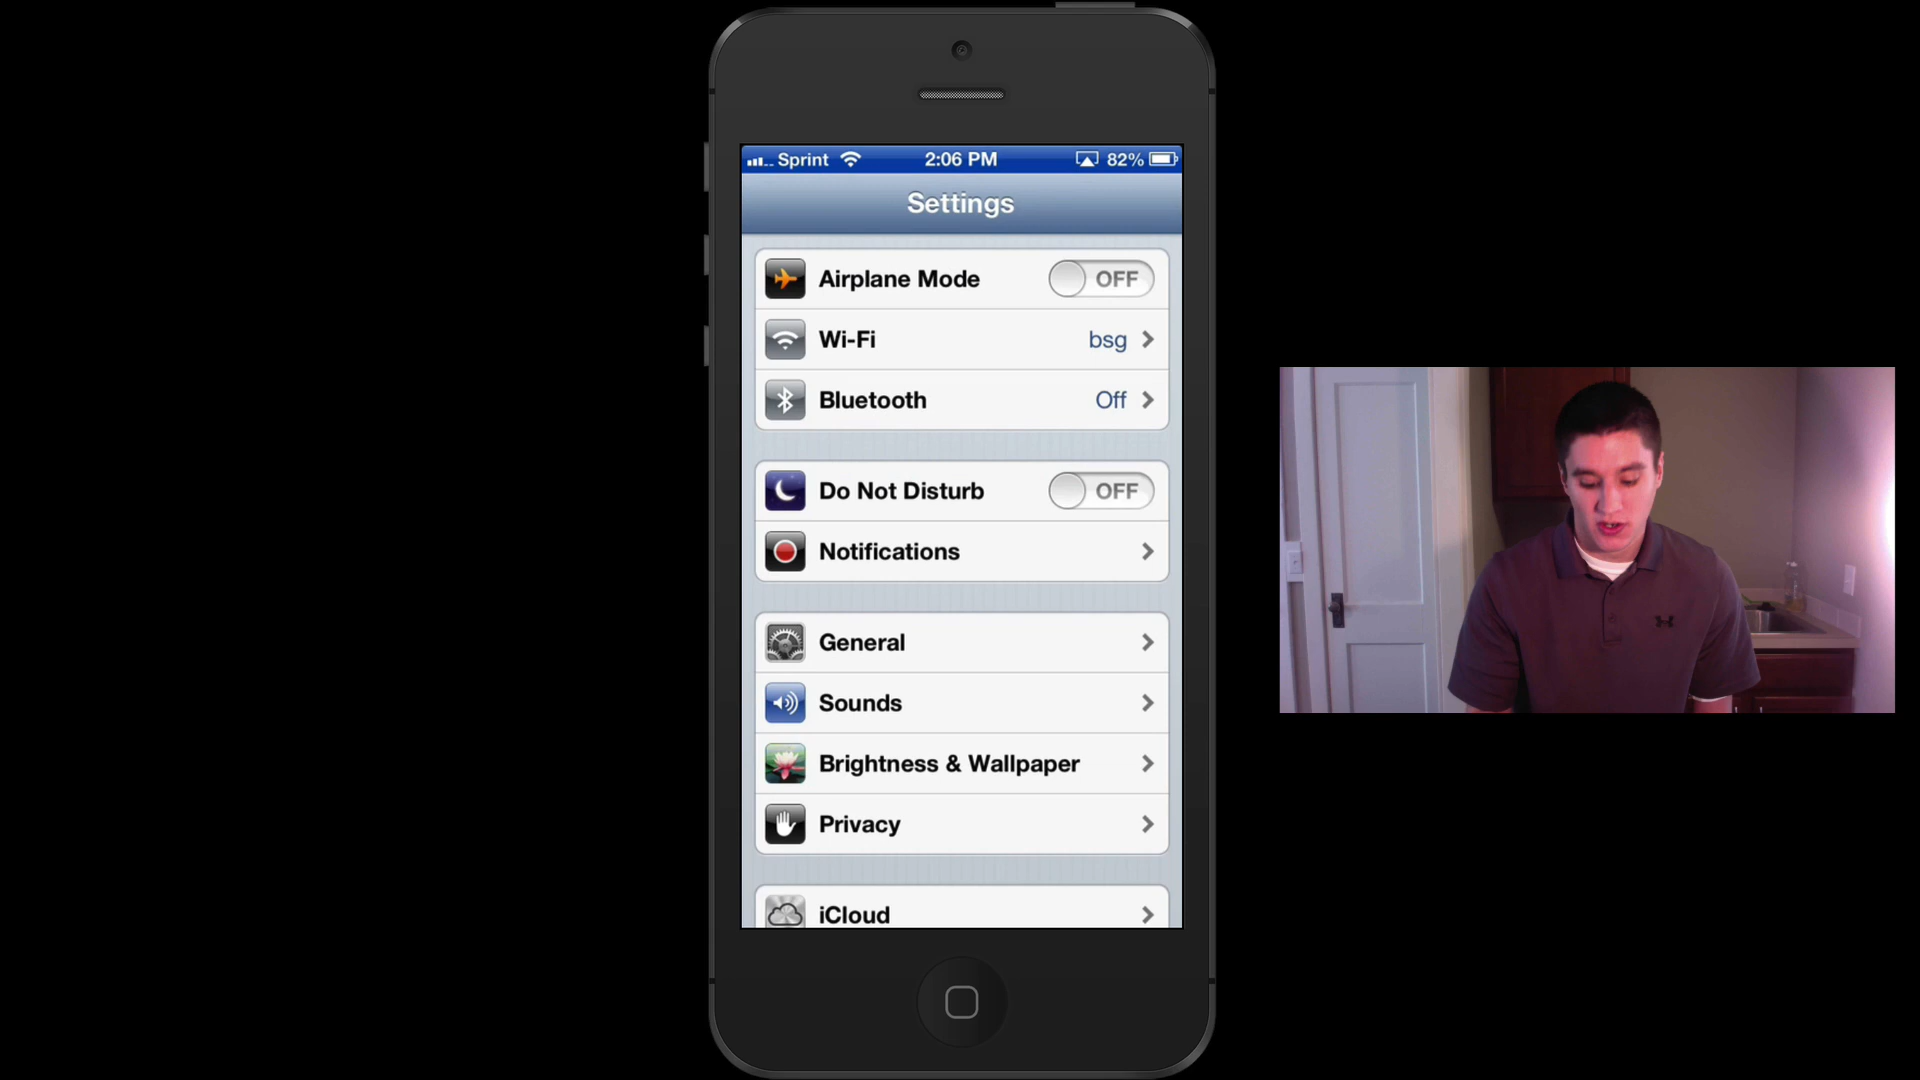 Sprint 2:06 PM 82%
Settings
Airplane Mode OFF
Wi-Fi bsg
Bluetooth Off
Do Not Disturb OFF
Notifications
General
Sounds
Brightness & Wallpaper
Privacy
iCloud